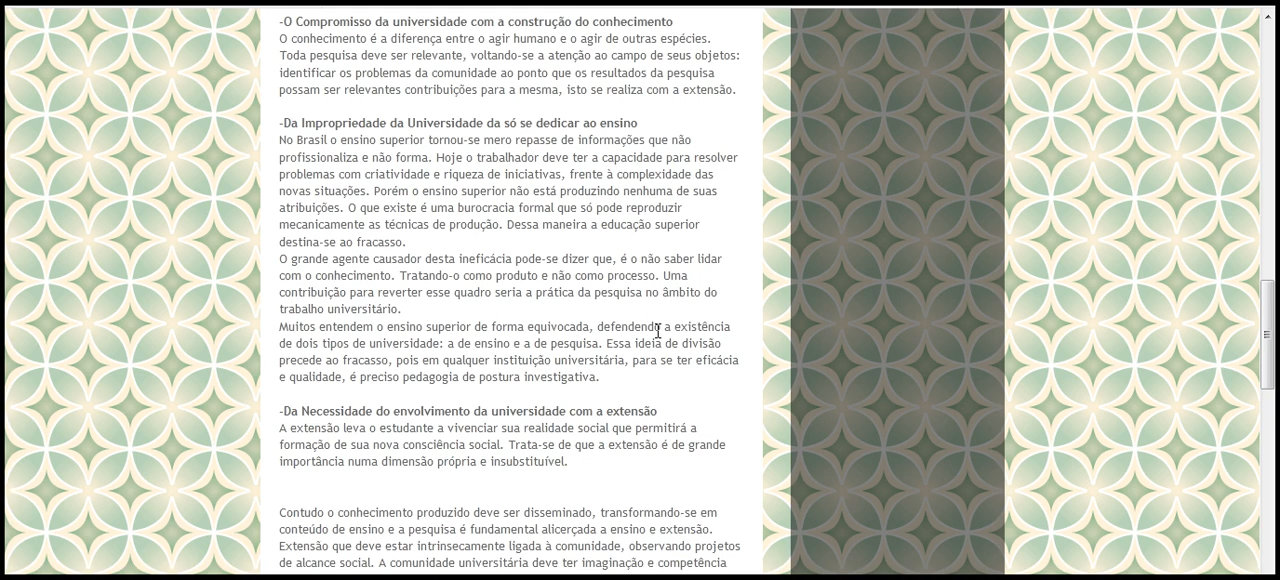 -O Compromisso da universidade com a construção do conhecimento
O conhecimento é a diferença entre o agir humano e o agir de outras espécies.
Toda pesquisa deve ser relevante, voltando-se a atenção ao campo de seus objetos:
identificar os problemas da comunidade ao ponto que os resultados da pesquisa
possam ser relevantes contribuições para a mesma, isto se realiza com a extensão.
-Da Impropriedade da Universidade da só se dedicar ao ensino
No Brasil o ensino superior tornou-se mero repasse de informações que não
profissionaliza e não forma. Hoje o trabalhador deve ter a capacidade para resolver
problemas com criatividade e riqueza de iniciativas, frente à complexidade das
novas situações. Porém o ensino superior não está produzindo nenhuma de suas
atribuições. O que existe é uma burocracia formal que só pode reproduzir
mecanicamente as técnicas de produção. Dessa maneira a educação superior
destina-se ao fracasso.
O grande agente causador desta ineficácia pode-se dizer que, é o não saber lidar
com o conhecimento. Tratando-o como produto e não como processo. Uma
contribuição para reverter esse quadro seria a prática da pesquisa no âmbito do
trabalho universitário.
Muitos entendem o ensino superior de forma equivocada, defendendo a existência
de dois tipos de universidade: a de ensino e a de pesquisa. Essa ideia de divisão
precede ao fracasso, pois em qualquer instituição universitária, para se ter eficácia
e qualidade, é preciso pedagogia de postura investigativa.
-Da Necessidade do envolvimento da universidade com a extensão
A extensão leva o estudante a vivenciar sua realidade social que permitirá a
formação de sua nova consciência social. Trata-se de que a extensão é de grande
importância numa dimensão própria e insubstituível.
Contudo o conhecimento produzido deve ser disseminado, transformando-se em
conteúdo de ensino e a pesquisa é fundamental alicerçada a ensino e extensão.
Extensão que deve estar intrinsecamente ligada à comunidade, observando projetos
de alcance social. A comunidade universitária deve ter imaginação e competência